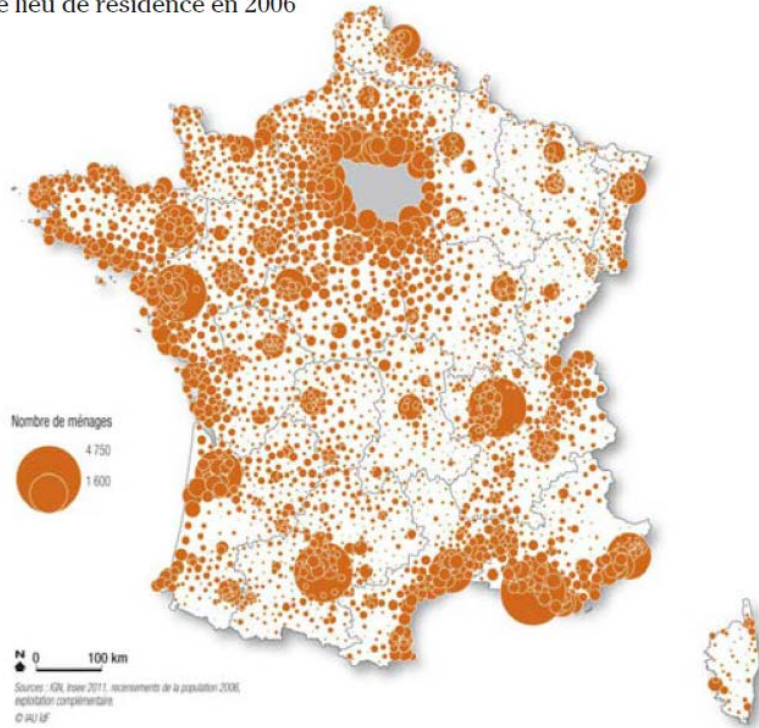 e lieu de résidence en 2006
Nombre de ménages
4 750
1 600
N 0 100 km
Sources : IGN, Insee 2011, recensements de la population 2006,
exploitation complémentaire.
© IAU îdF